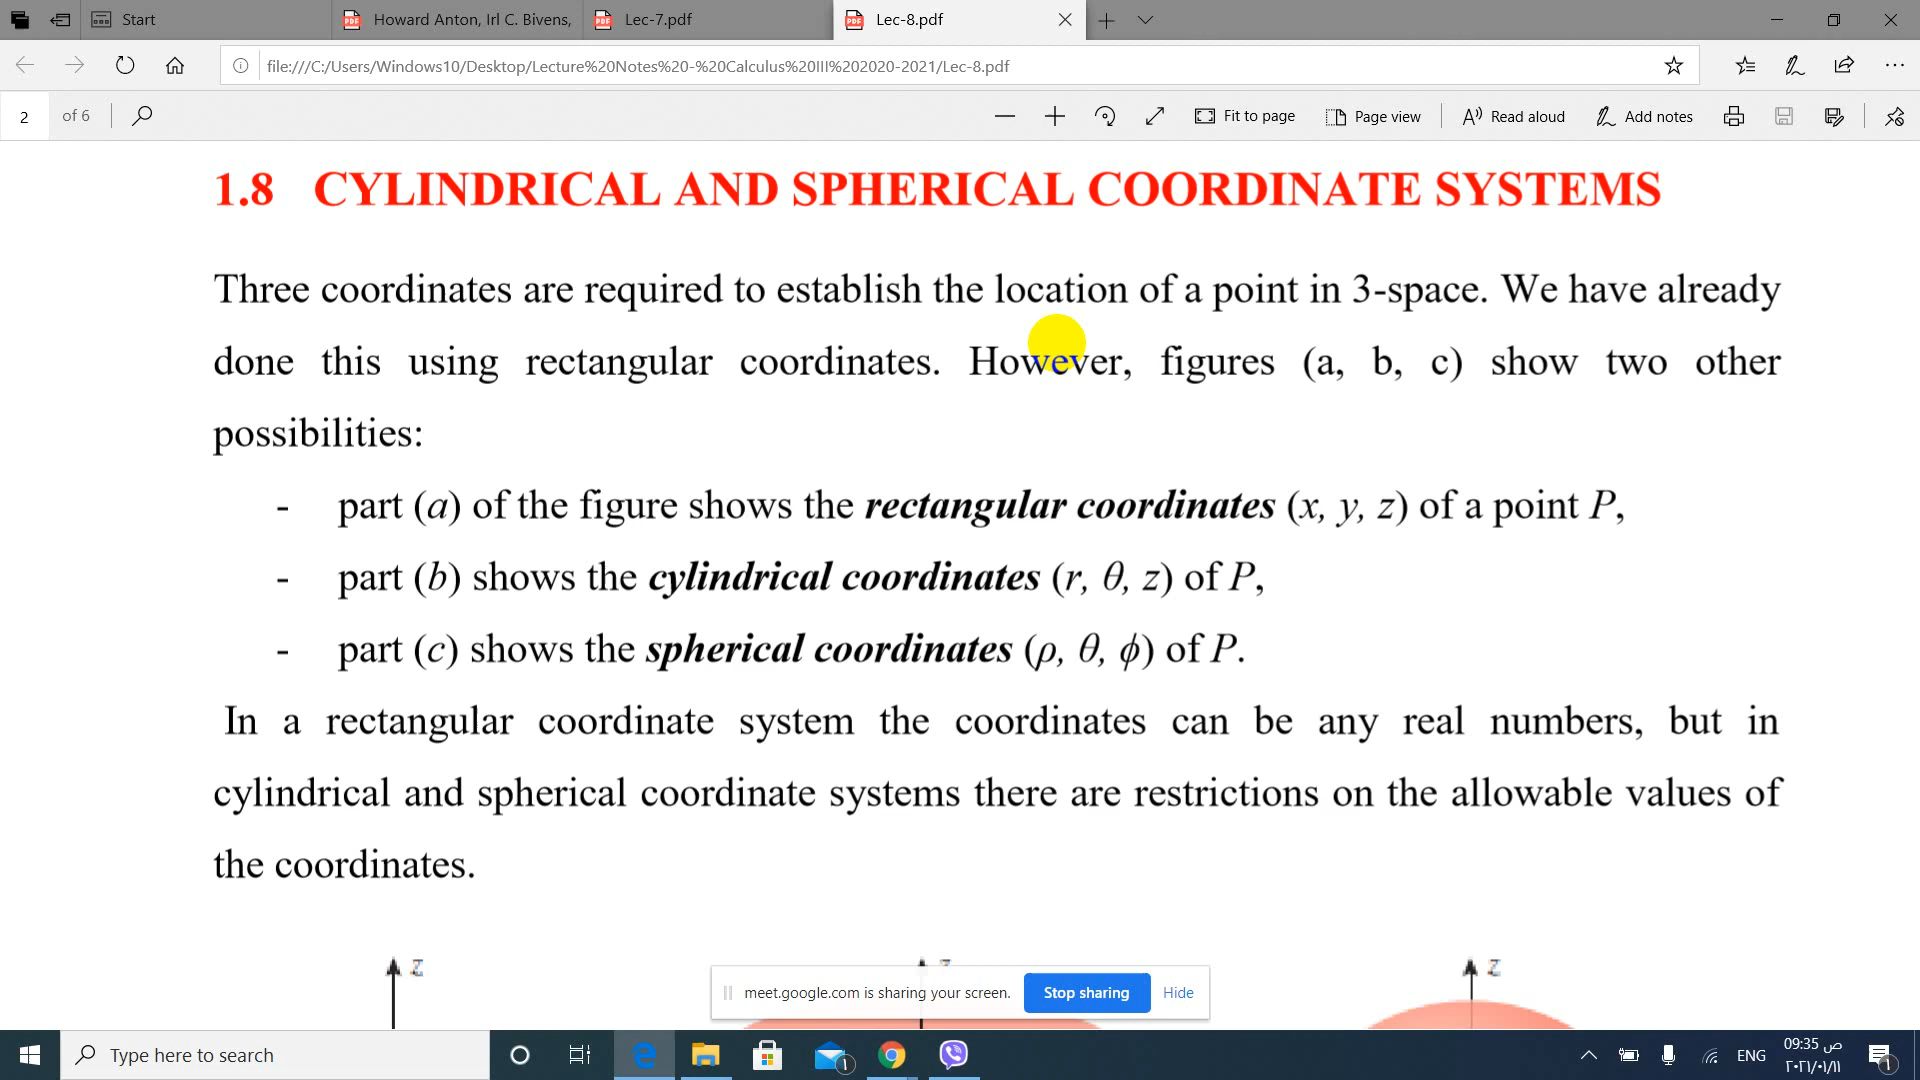 Start
Howard Anton, Irl C. Bivens,
Lec-7.pdf
Lec-8.pdf
file:///C:/Users/Windows10/Desktop/Lecture%20Notes%20-%20Calculus%20III%202020-2021/Lec-8.pdf
2 of 6
Fit to page
Page view
Read aloud
Add notes
1.8 CYLINDRICAL AND SPHERICAL COORDINATE SYSTEMS
Three coordinates are required to establish the location of a point in 3-space. We have already
done this using rectangular coordinates. However, figures (a, b, c) show two other
possibilities:
- part (a) of the figure shows the rectangular coordinates (x, y, z) of a point P,
- part (b) shows the cylindrical coordinates (r, θ, z) of P,
- part (c) shows the spherical coordinates (ρ, θ, ϕ) of P.
In a rectangular coordinate system the coordinates can be any real numbers, but in
cylindrical and spherical coordinate systems there are restrictions on the allowable values of
the coordinates.
z
z
z
meet.google.com is sharing your screen.
Stop sharing
Hide
Type here to search
١
ENG
09:35 ص
٢٠٢١/٠١/١١
١